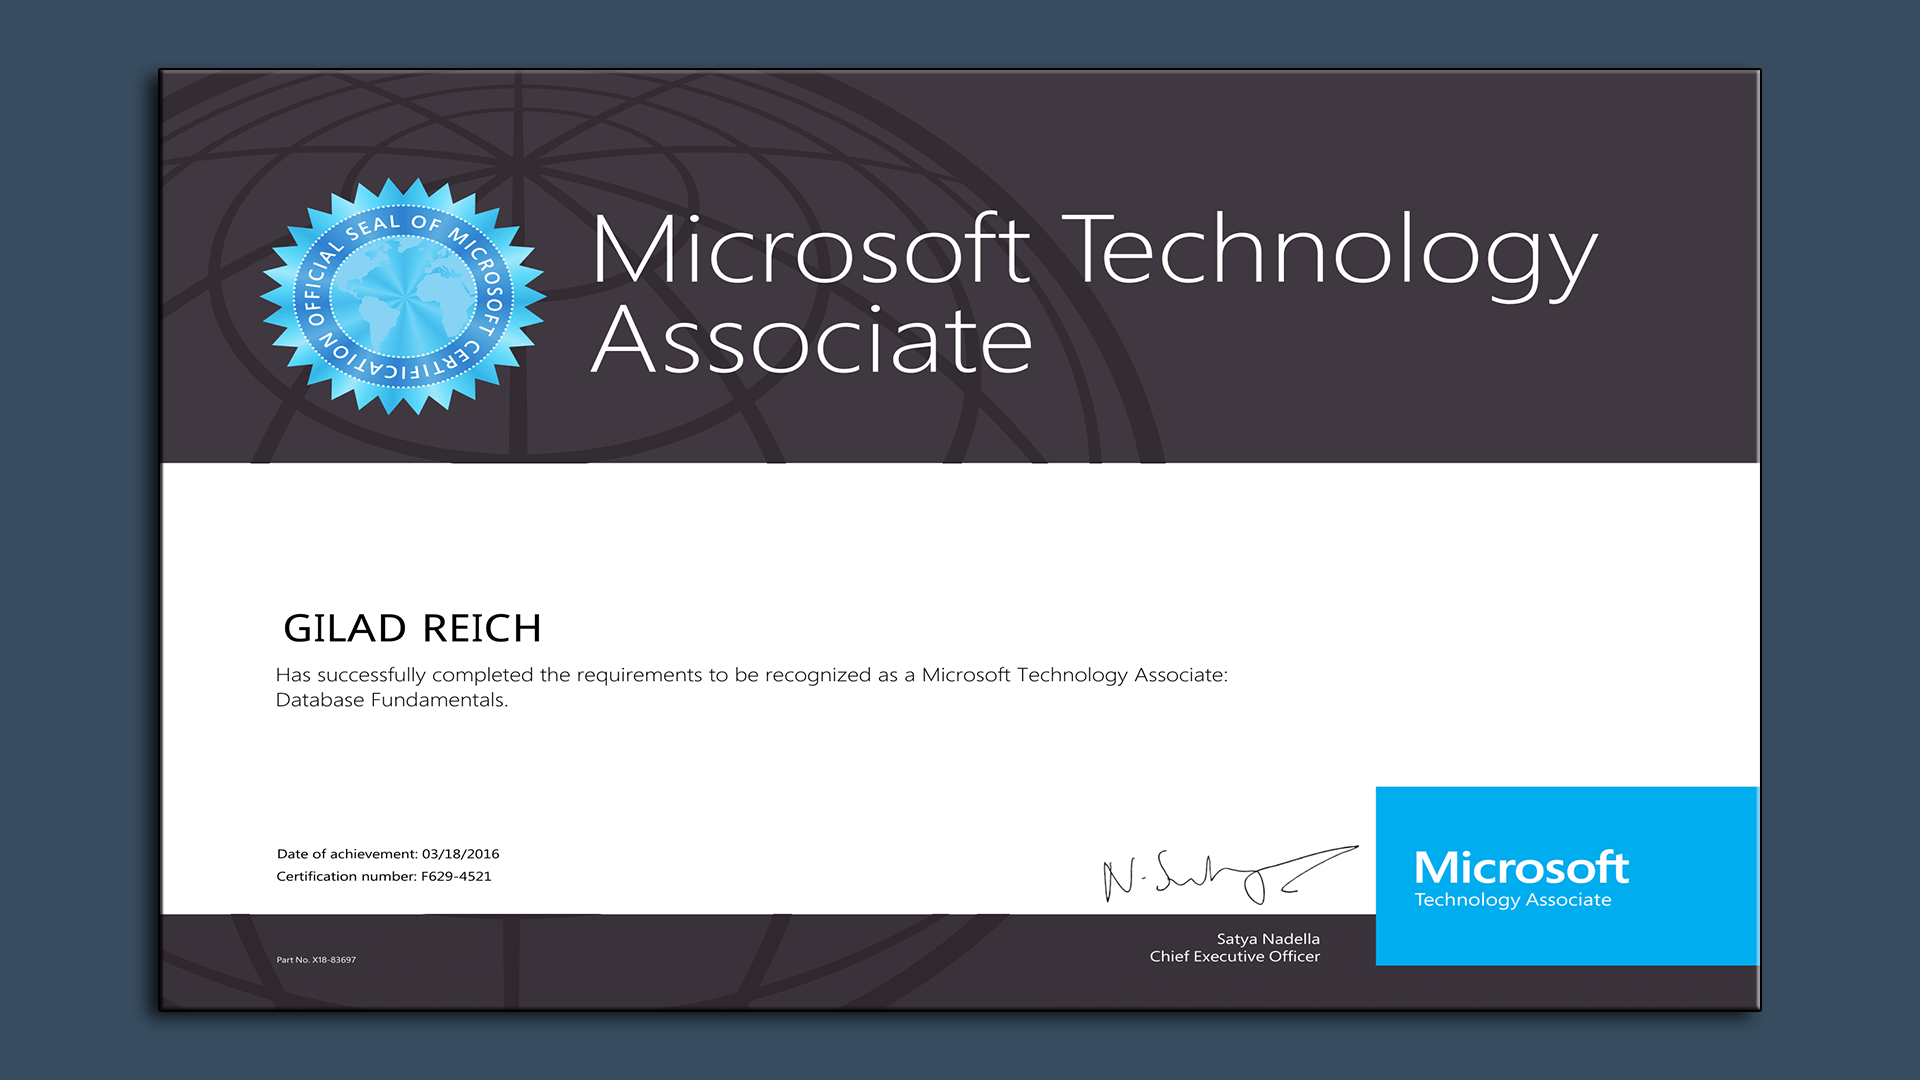 OFFICIAL SEAL OF MICROSOFT CERTIFICATION
Microsoft Technology
Associate
GILAD REICH
Has successfully completed the requirements to be recognized as a Microsoft Technology Associate:
Database Fundamentals.
Date of achievement: 03/18/2016
Certification number: F629-4521
N. Satya
Part No. X18-83697
Satya Nadella
Chief Executive Officer
Microsoft
Technology Associate